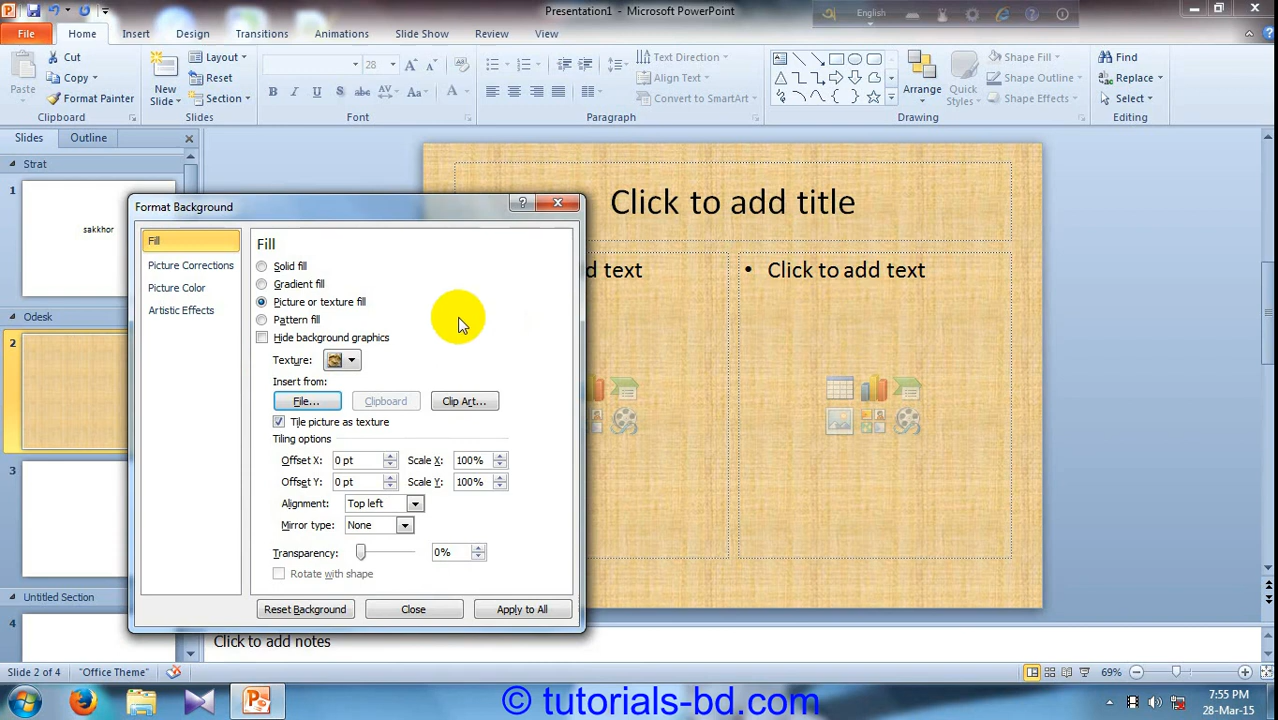 Presentation1 - Microsoft PowerPoint
English
File Home Insert Design Transitions Animations Slide Show Review View
Paste
Cut
Copy
Format Painter
Clipboard
New
Slide
Layout
Reset
Section
Slides
28
Font
Text Direction
Align Text
Convert to SmartArt
Paragraph
Arrange
Quick
Styles
Shape Fill
Shape Outline
Shape Effects
Drawing
Find
Replace
Select
Editing
Slides Outline
Strat
1
sakkhor
Odesk
2
3
Untitled Section
4
Format Background
Fill
Picture Corrections
Picture Color
Artistic Effects
Fill
Solid fill
Gradient fill
Picture or texture fill
Pattern fill
Hide background graphics
Texture:
Insert from:
File... Clipboard Clip Art...
Tile picture as texture
Tiling options
Offset X: 0 pt Scale X: 100%
Offset Y: 0 pt Scale Y: 100%
Alignment: Top left
Mirror type: None
Transparency: 0%
Rotate with shape
Reset Background Close Apply to All
Click to add title
dd text
• Click to add text
Click to add notes
Slide 2 of 4 "Office Theme" 69%
© tutorials-bd.com
7:55 PM
28-Mar-15